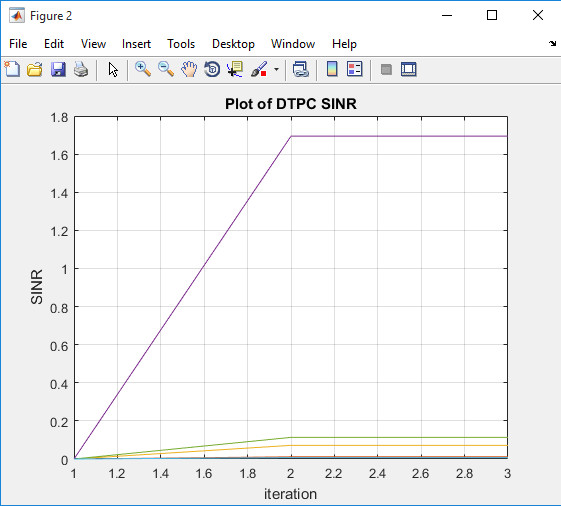 Figure 2
File Edit View Insert Tools Desktop Window Help
Plot of DTPC SINR
1.8
1.6
1.4
1.2
1
0.8
0.6
0.4
0.2
0
SINR
1 1.2 1.4 1.6 1.8 2 2.2 2.4 2.6 2.8 3
iteration